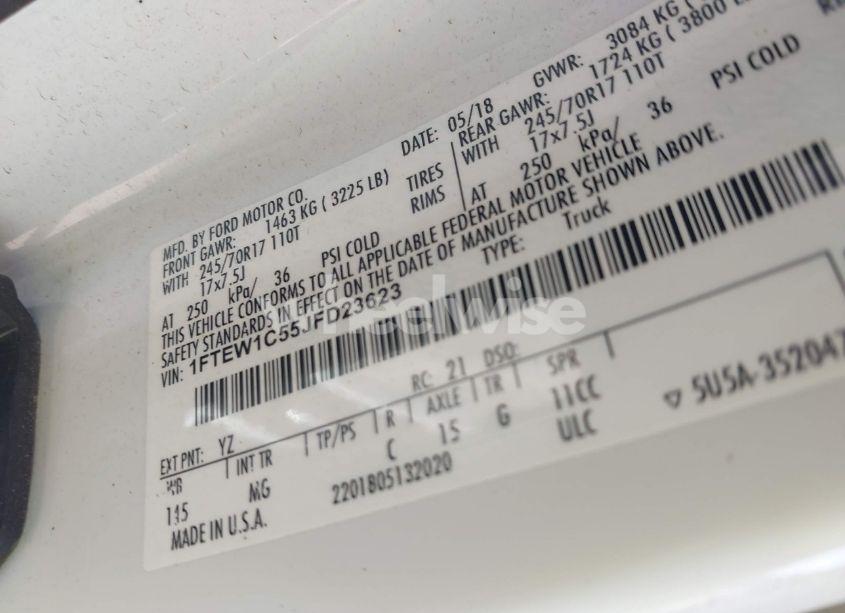 MFD. BY FORD MOTOR CO.
DATE: 05/18
GVWR: 3084 KG (
FRONT GAWR: 1463 KG ( 3225 LB)
REAR GAWR: 1724 KG ( 3800 L
WITH 245/70R17 110T TIRES
WITH 245/70R17 110T
17x7.5J RIMS
17x7.5J
AT 250 kPa/ 36 PSI COLD
AT 250 kPa/ 36 PSI COLD
THIS VEHICLE CONFORMS TO ALL APPLICABLE FEDERAL MOTOR VEHICLE
SAFETY STANDARDS IN EFFECT ON THE DATE OF MANUFACTURE SHOWN ABOVE.
VIN: 1FTEW1C55JFD23623
TYPE: Truck
RC: 21 DSO:
EXT PNT: YZ
WB INT TR TP/PS R AXLE TR SPR
145 MG C 15 G 11CC
ULC
2201805132020
MADE IN U.S.A.
5U5A-352047